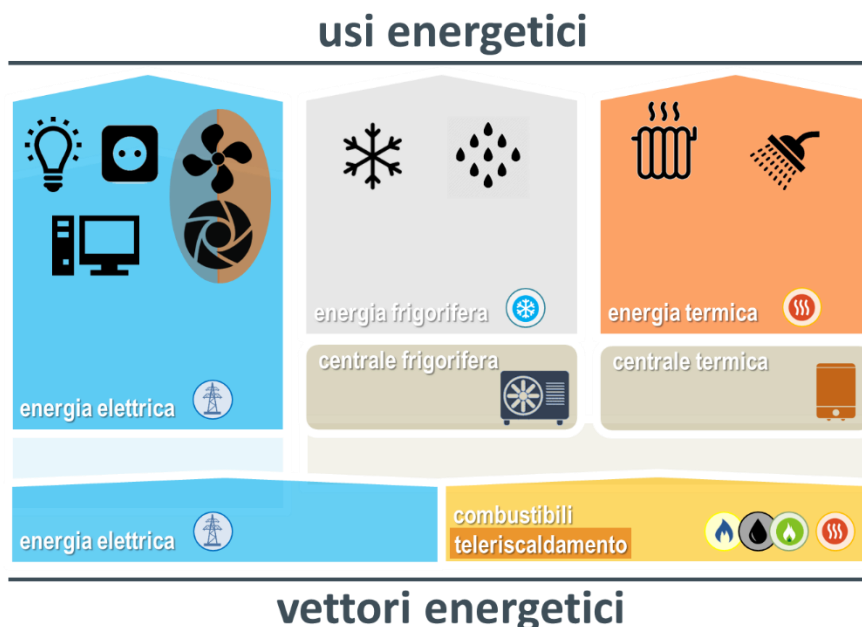 usi energetici
energia elettrica
energia frigorifera
centrale frigorifera
energia termica
centrale termica
energia elettrica
combustibili
teleriscaldamento
vettori energetici